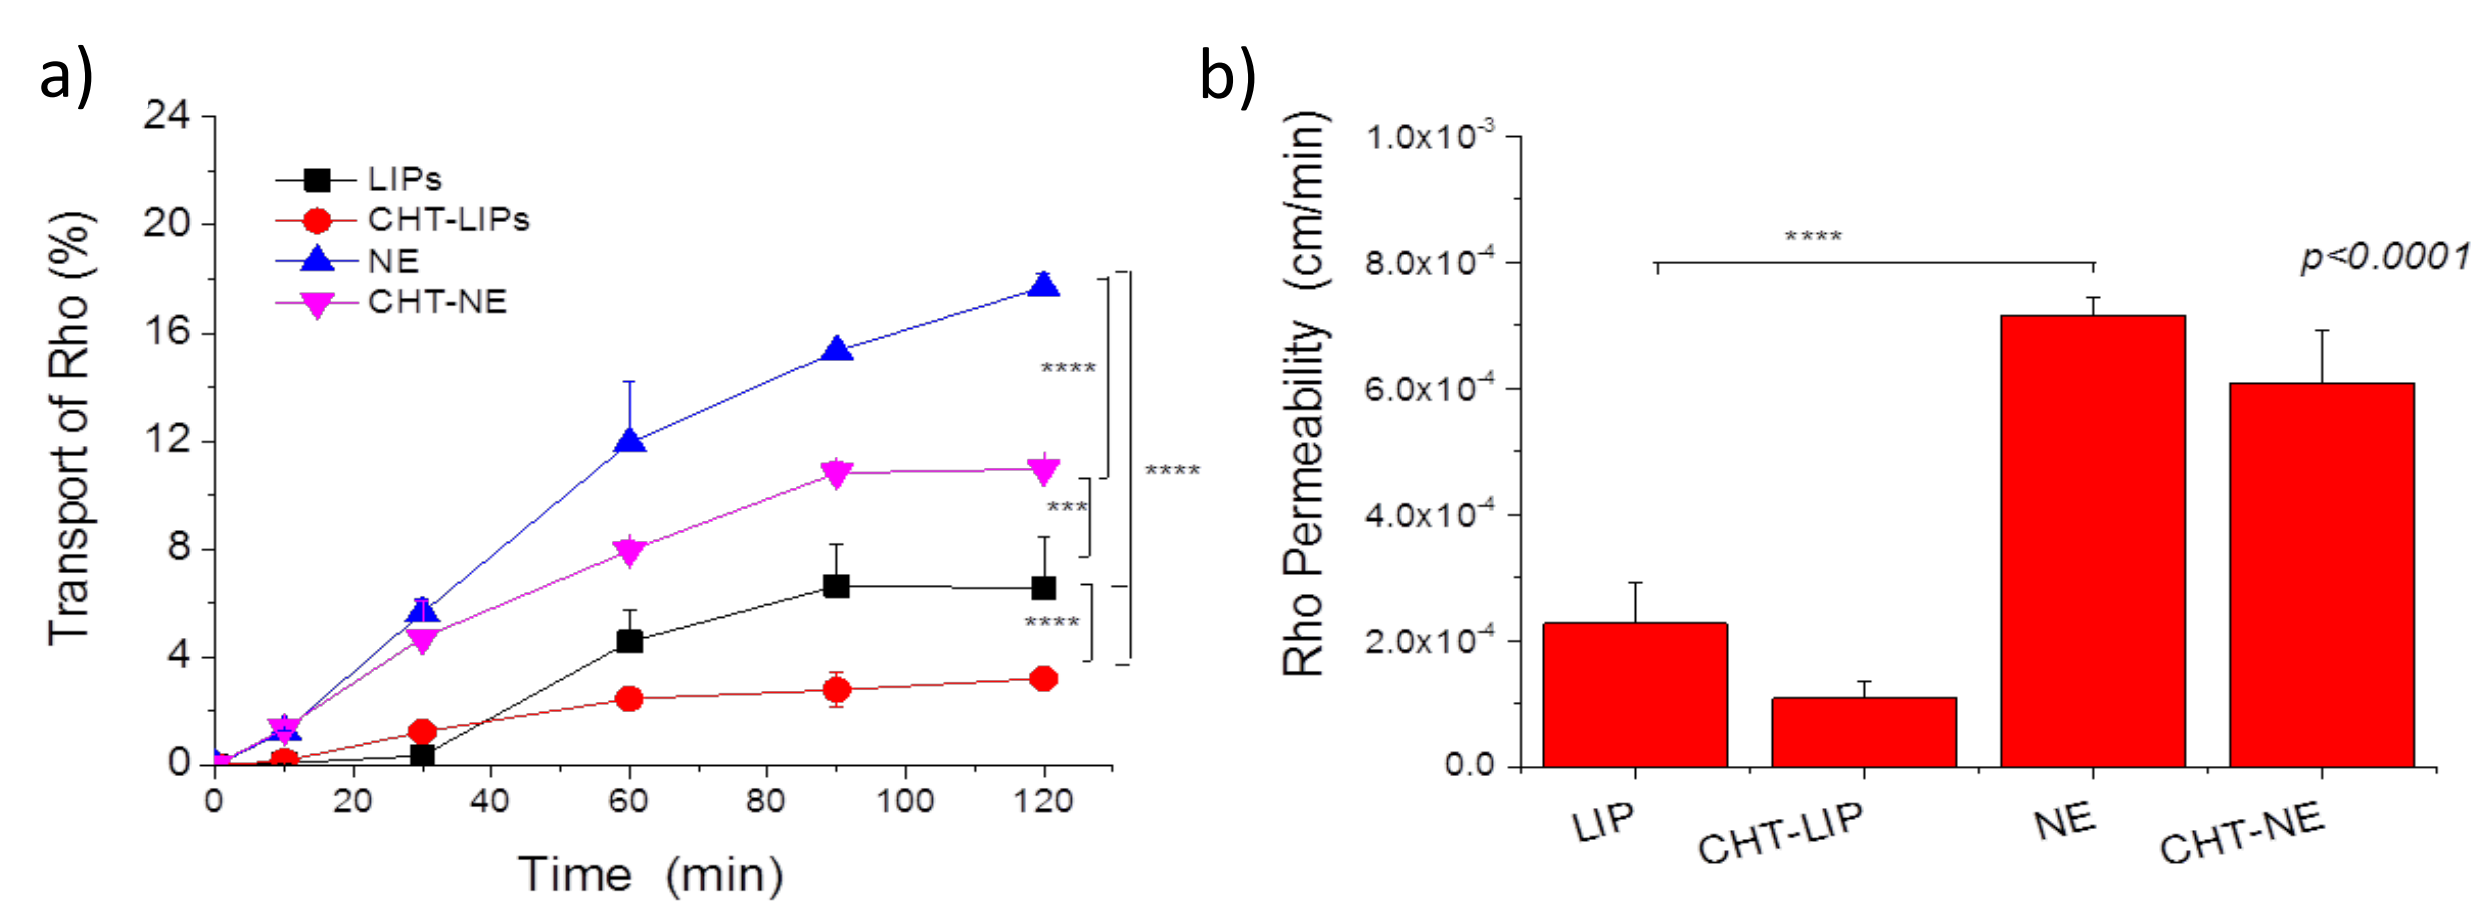 a)
Transport of Rho (%)
24
20
16
12
8
4
0
LIPs
CHT-LIPs
NE
CHT-NE
****
****
***
****
0 20 40 60 80 100 120
Time (min)
b)
Rho Permeability (cm/min)
1.0x10⁻³
8.0x10⁻⁴
6.0x10⁻⁴
4.0x10⁻⁴
2.0x10⁻⁴
0.0
****
p<0.0001
LIP CHT-LIP NE CHT-NE